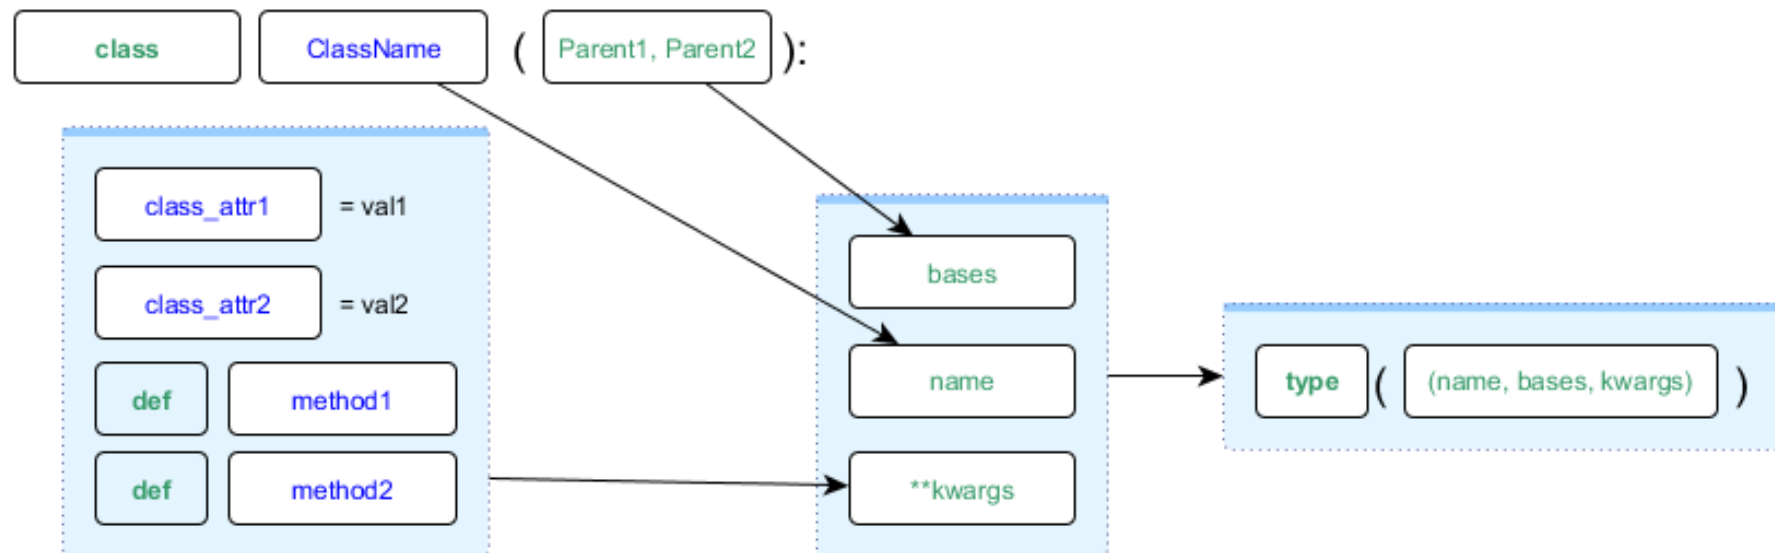 class ClassName ( Parent1, Parent2 ):
class_attr1 = val1
class_attr2 = val2
def method1
def method2
bases
name
**kwargs
type ( (name, bases, kwargs) )